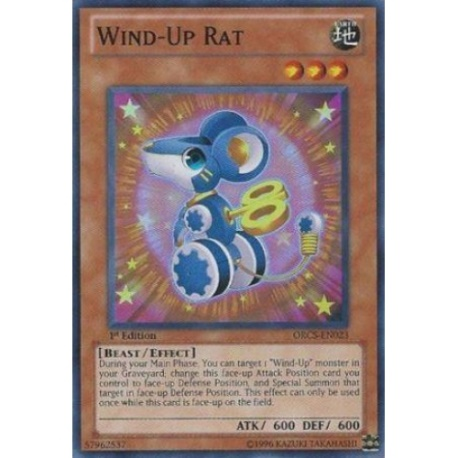 WIND-UP RAT
EARTH
地
1st Edition
ORCS-EN023
[BEAST/EFFECT]
During your Main Phase: You can target 1 "Wind-Up" monster in
your Graveyard; change this face-up Attack Position card you
control to face-up Defense Position, and Special Summon that
target in face-up Defense Position. This effect can only be used
once while this card is face-up on the field.
ATK/ 600 DEF/ 600
57962537
©1996 KAZUKI TAKAHASHI